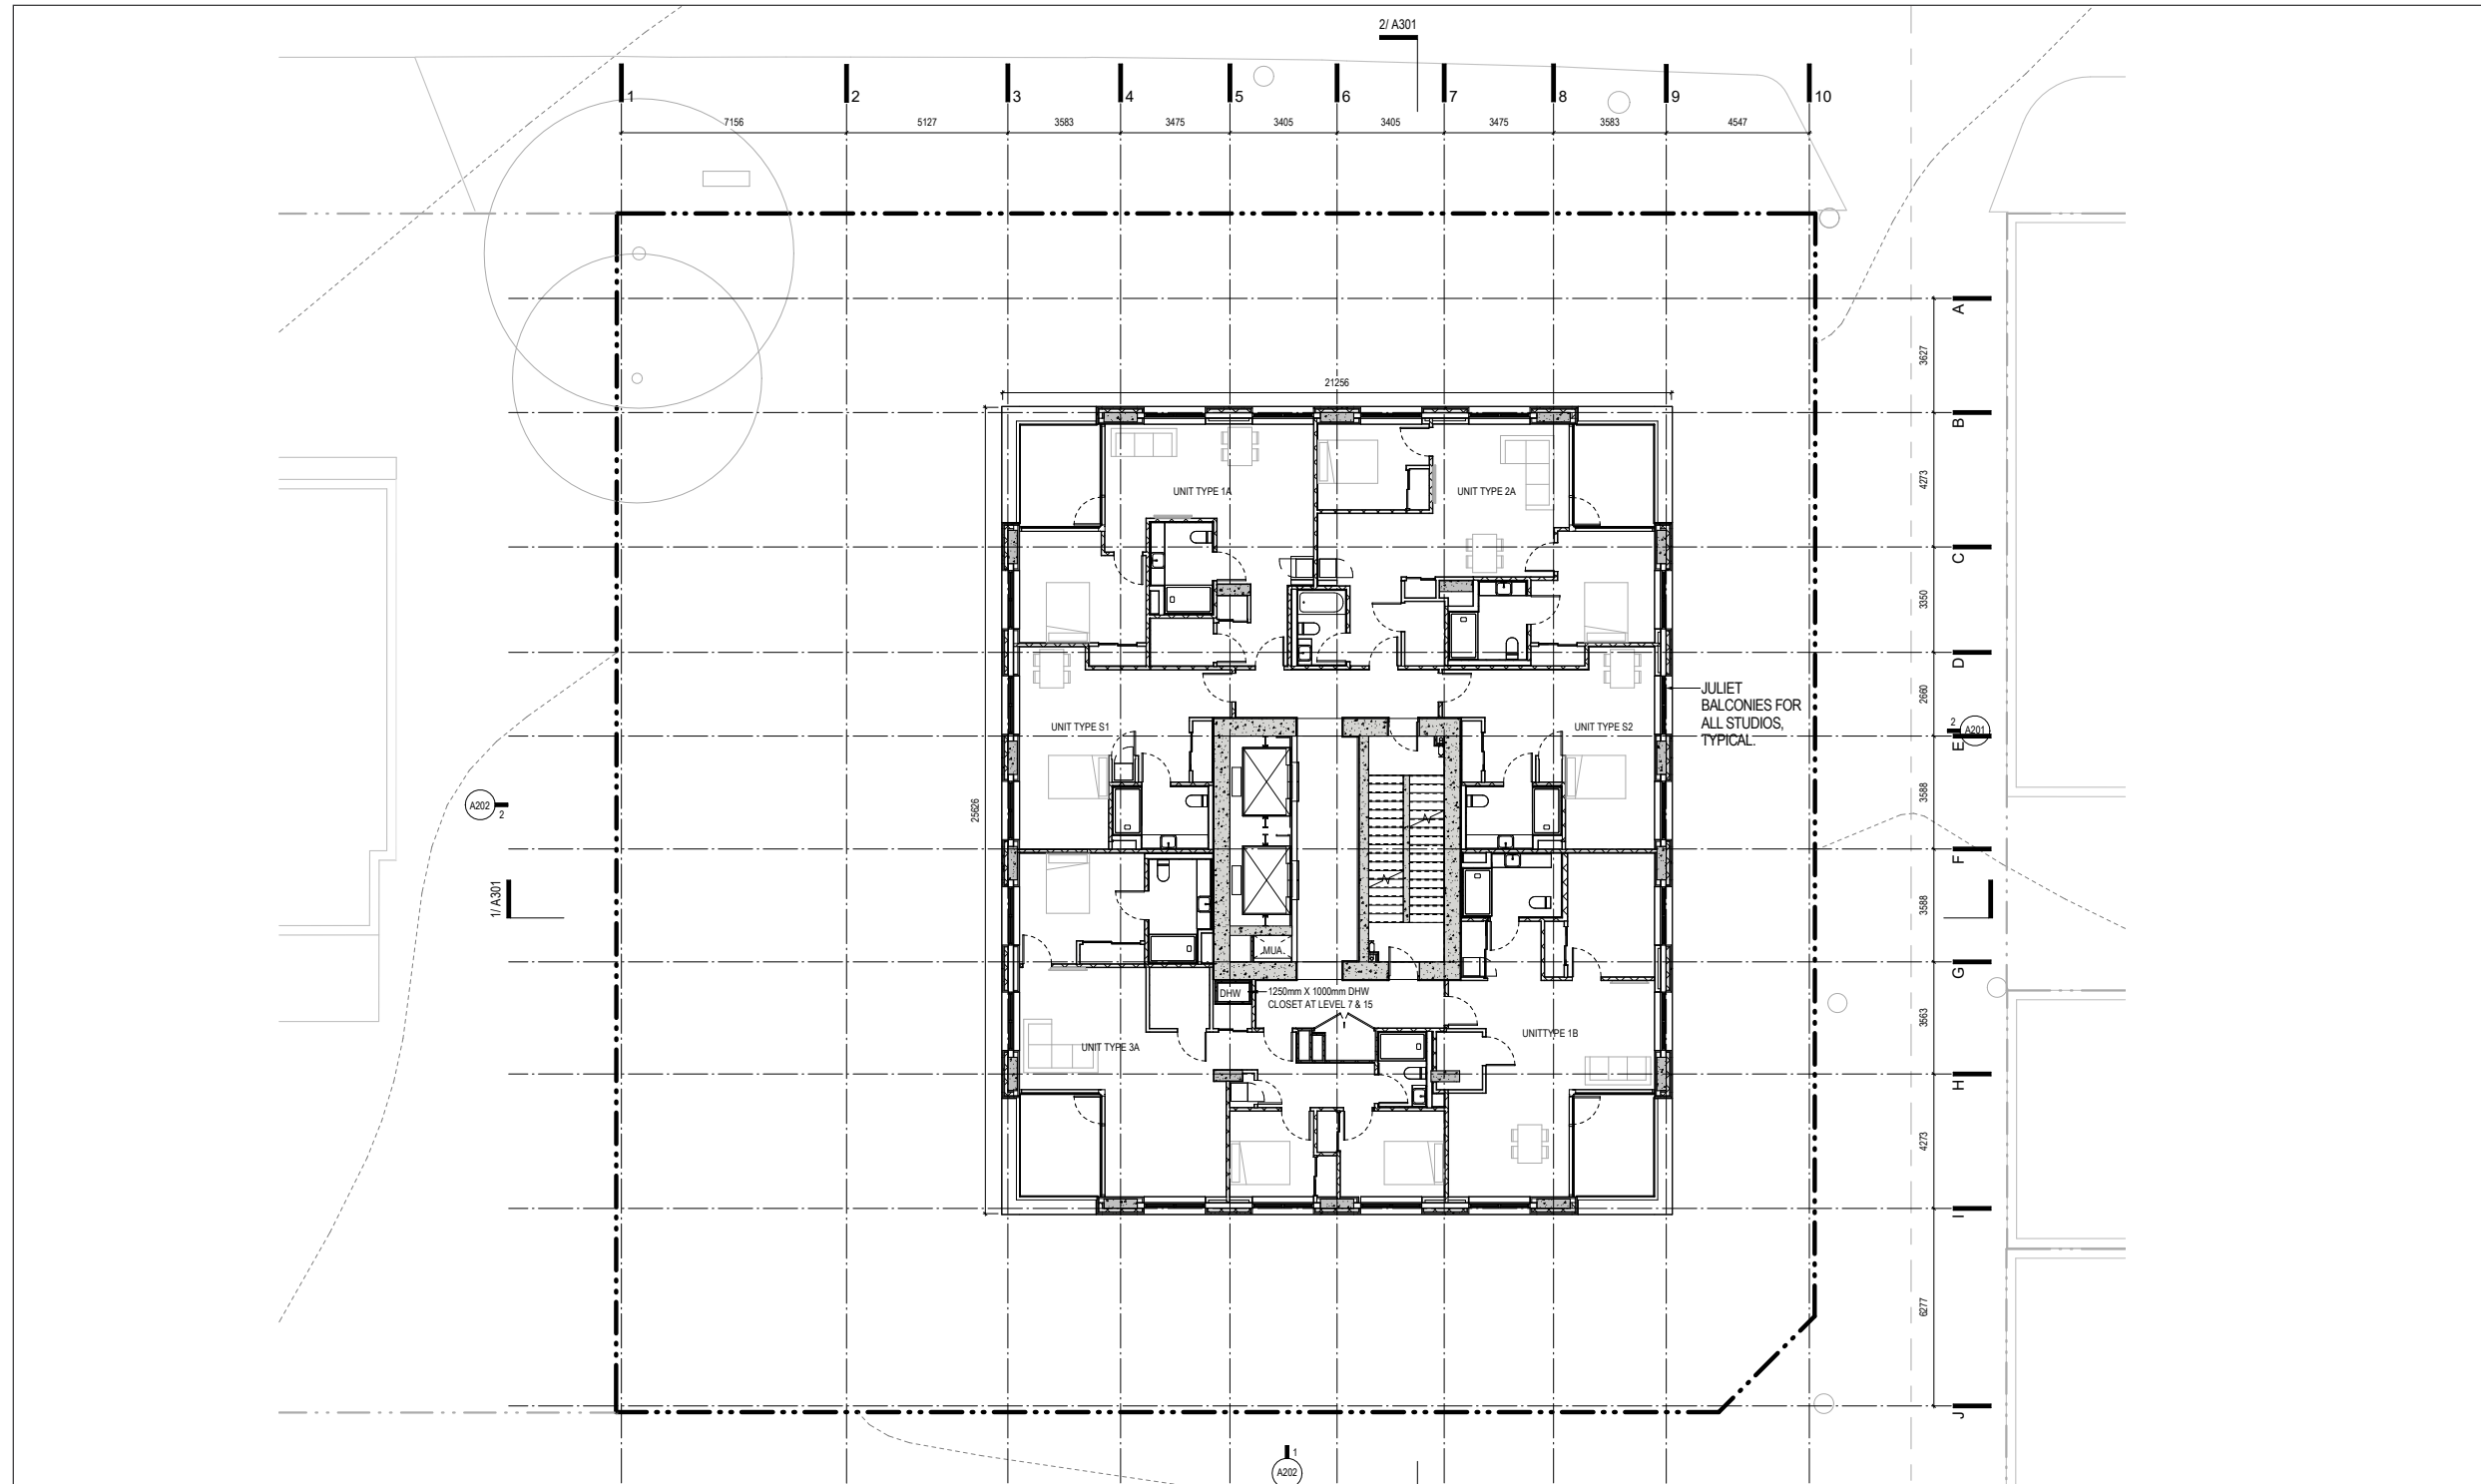 2/ A301
1
2
3
4
5
6
7
8
9
10
7156
5127
3583
3475
3405
3405
3475
3583
4547
A
3627
21256
B
UNIT TYPE 1A
UNIT TYPE 2A
4273
C
3350
D
JULIET
BALCONIES FOR
ALL STUDIOS,
TYPICAL.
2660
UNIT TYPE S1
UNIT TYPE S2
2
A201
E
A202
2
25626
3588
F
1/ A301
3588
MUA
G
DHW
1250mm X 1000mm DHW
CLOSET AT LEVEL 7 & 15
3563
UNIT TYPE 3A
UNITTYPE 1B
H
4273
I
6277
J
1
A202